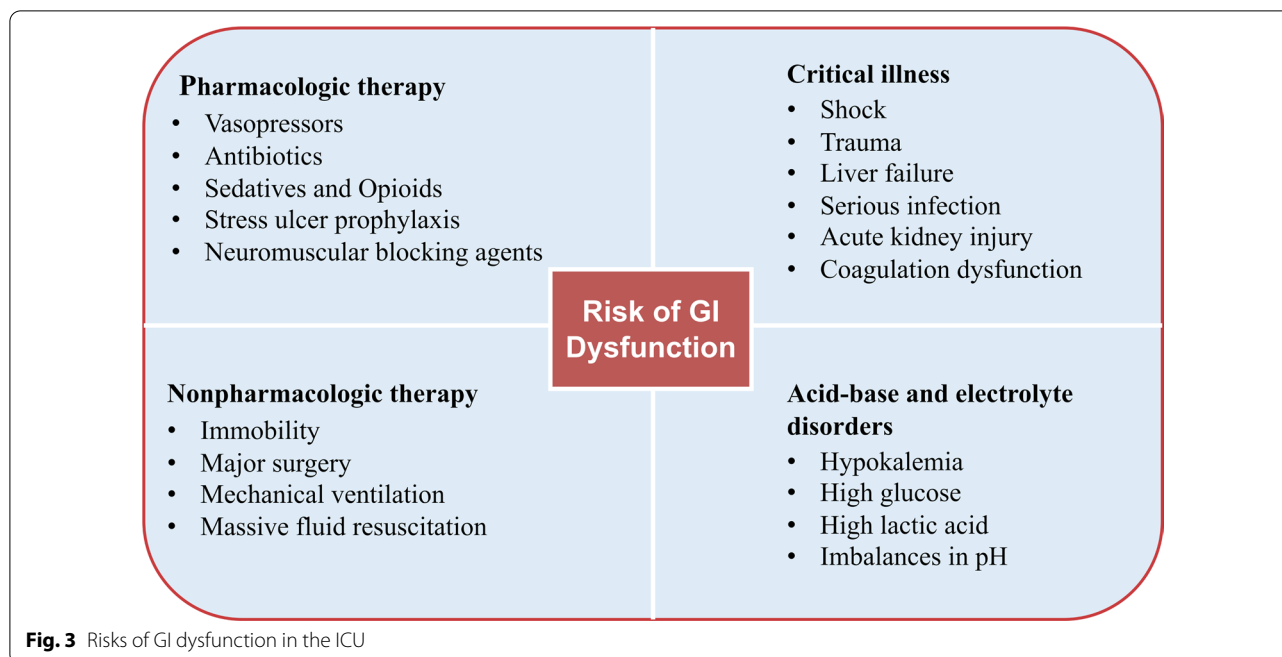 Pharmacologic therapy
• Vasopressors
• Antibiotics
• Sedatives and Opioids
• Stress ulcer prophylaxis
• Neuromuscular blocking agents
Critical illness
• Shock
• Trauma
• Liver failure
• Serious infection
• Acute kidney injury
• Coagulation dysfunction
Risk of GI
Dysfunction
Nonpharmacologic therapy
• Immobility
• Major surgery
• Mechanical ventilation
• Massive fluid resuscitation
Acid-base and electrolyte
disorders
• Hypokalemia
• High glucose
• High lactic acid
• Imbalances in pH
Fig. 3 Risks of GI dysfunction in the ICU